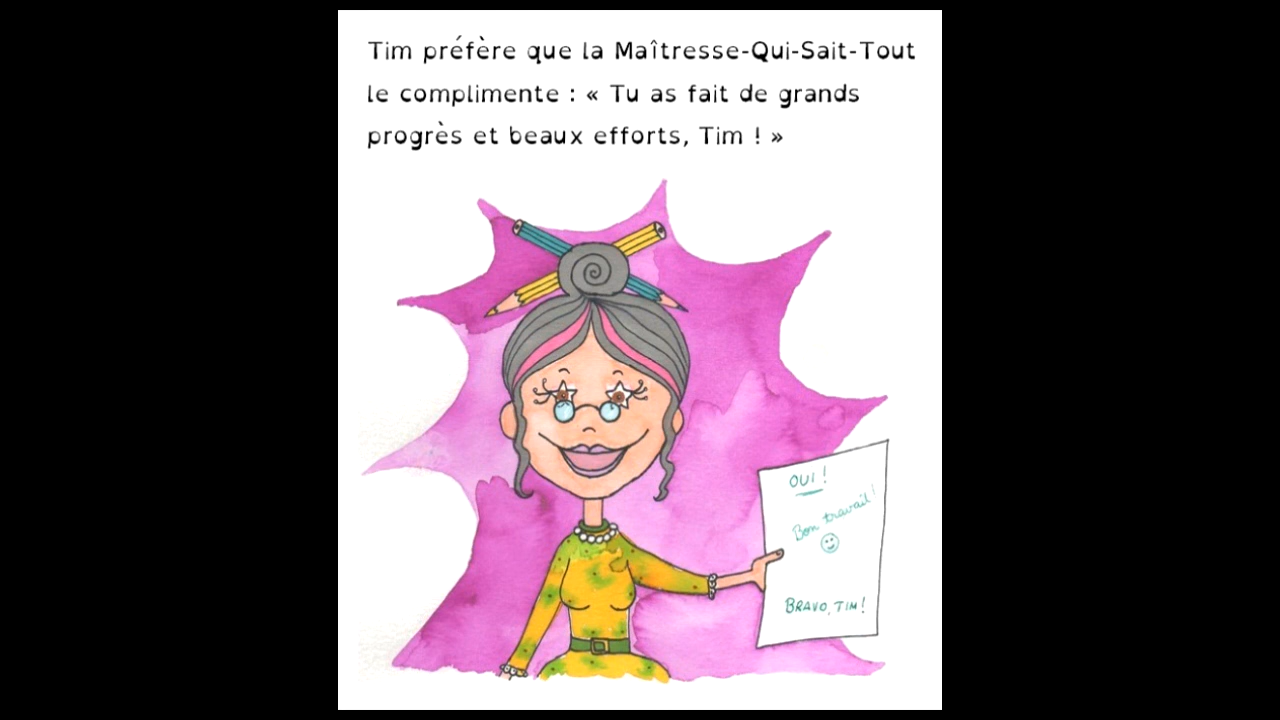 Tim préfère que la Maîtresse-Qui-Sait-Tout
le complimente : « Tu as fait de grands
progrès et beaux efforts, Tim ! »
OUI !
Bon travail !
BRAVO, TIM !